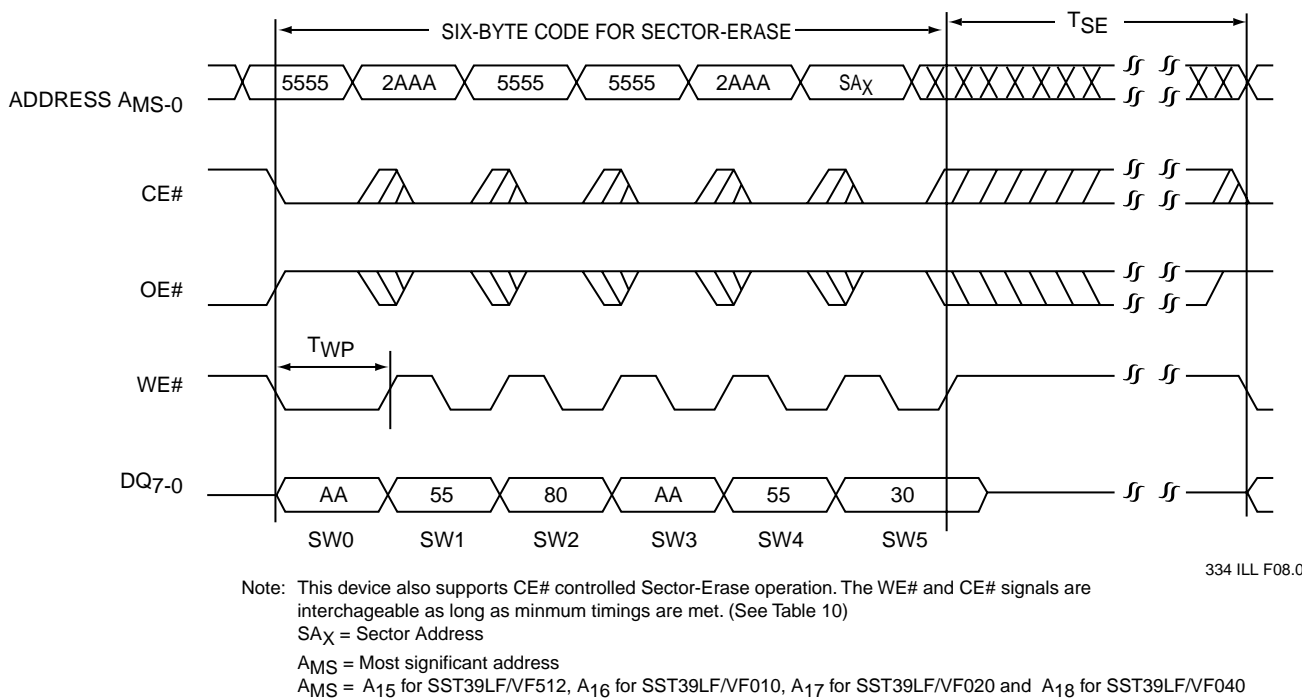 SIX-BYTE CODE FOR SECTOR-ERASE
TSE
ADDRESS AMS-0
5555 2AAA 5555 5555 2AAA SAX
CE#
OE#
TWP
WE#
DQ7-0
AA 55 80 AA 55 30
SW0 SW1 SW2 SW3 SW4 SW5
334 ILL F08.0
Note: This device also supports CE# controlled Sector-Erase operation. The WE# and CE# signals are
interchageable as long as minmum timings are met. (See Table 10)
SAX = Sector Address
AMS = Most significant address
AMS = A15 for SST39LF/VF512, A16 for SST39LF/VF010, A17 for SST39LF/VF020 and A18 for SST39LF/VF040